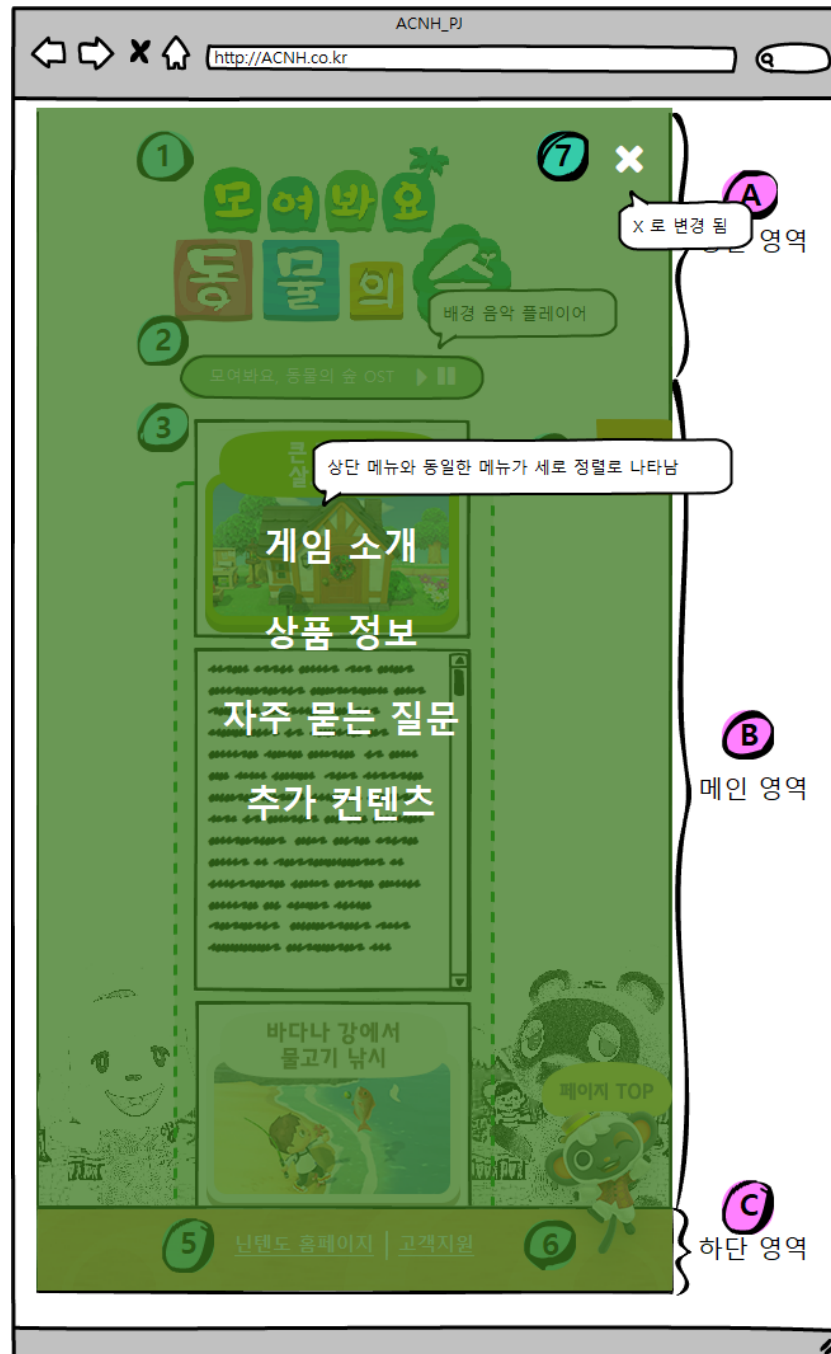 ACNH_PJ
http://ACNH.co.kr
1
7
모여봐요
동물의 숲
A
X 로 변경 됨
영역
배경 음악 플레이어
2
모여봐요, 동물의 숲 OST
3
큰
살
상단 메뉴와 동일한 메뉴가 세로 정렬로 나타남
게임 소개
상품 정보
자주 묻는 질문
추가 컨텐츠
B
메인 영역
바다나 강에서
물고기 낚시
페이지 TOP
C
하단 영역
5
닌텐도 홈페이지 | 고객지원
6